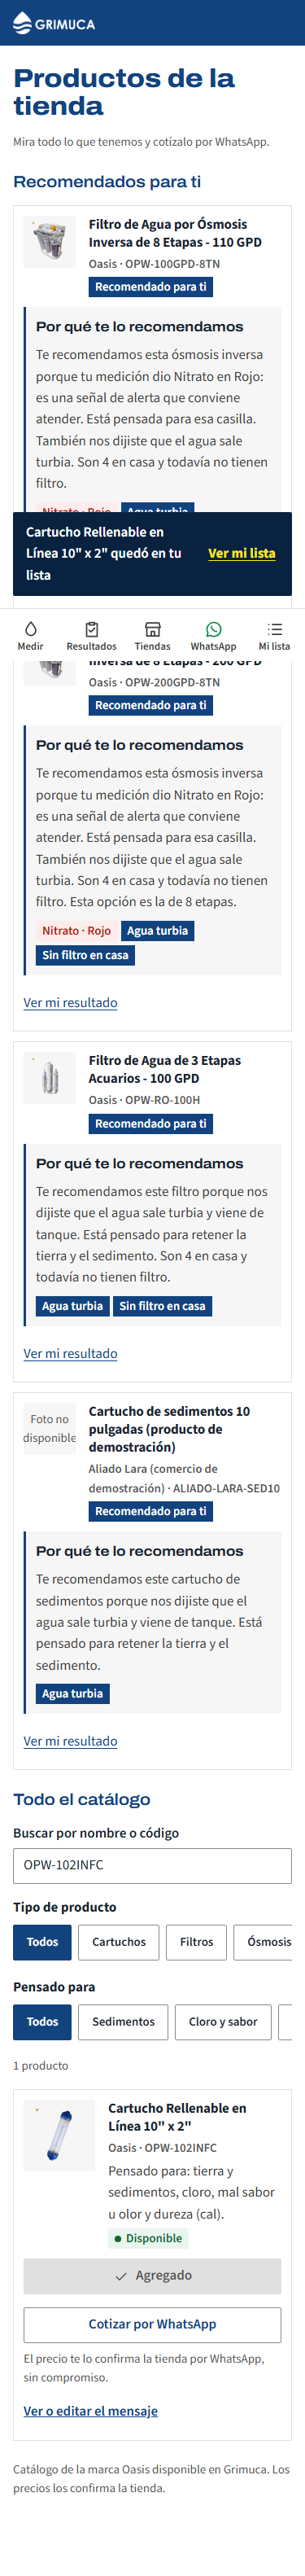 GRIMUCA
Productos de la
tienda
Mira todo lo que tenemos y cotízalo por WhatsApp.
Recomendados para ti
Filtro de Agua por Ósmosis
Inversa de 8 Etapas - 110 GPD
Oasis · OPW-100GPD-8TN
Recomendado para ti
Por qué te lo recomendamos
Te recomendamos esta ósmosis inversa
porque tu medición dio Nitrato en Rojo:
es una señal de alerta que conviene
atender. Está pensada para esa casilla.
También nos dijiste que el agua sale
turbia. Son 4 en casa y todavía no tienen
filtro.
Nitrato · Rojo Agua turbia
Cartucho Rellenable en
Línea 10" x 2" quedó en tu
lista
Ver mi lista
Medir Resultados Tiendas WhatsApp Mi lista
Inversa de 8 Etapas - 200 GPD
Oasis · OPW-200GPD-8TN
Recomendado para ti
Por qué te lo recomendamos
Te recomendamos esta ósmosis inversa
porque tu medición dio Nitrato en Rojo:
es una señal de alerta que conviene
atender. Está pensada para esa casilla.
También nos dijiste que el agua sale
turbia. Son 4 en casa y todavía no tienen
filtro. Esta opción es la de 8 etapas.
Nitrato · Rojo Agua turbia
Sin filtro en casa
Ver mi resultado
Filtro de Agua de 3 Etapas
Acuarios - 100 GPD
Oasis · OPW-RO-100H
Recomendado para ti
Por qué te lo recomendamos
Te recomendamos este filtro porque nos
dijiste que el agua sale turbia y viene de
tanque. Está pensado para retener la
tierra y el sedimento. Son 4 en casa y
todavía no tienen filtro.
Agua turbia Sin filtro en casa
Ver mi resultado
Foto no
disponible
Cartucho de sedimentos 10
pulgadas (producto de
demostración)
Aliado Lara (comercio de
demostración) · ALIADO-LARA-SED10
Recomendado para ti
Por qué te lo recomendamos
Te recomendamos este cartucho de
sedimentos porque nos dijiste que el
agua sale turbia y viene de tanque. Está
pensado para retener la tierra y el
sedimento.
Agua turbia
Ver mi resultado
Todo el catálogo
Buscar por nombre o código
OPW-102INFC
Tipo de producto
Todos Cartuchos Filtros Ósmosis
Pensado para
Todos Sedimentos Cloro y sabor
1 producto
Cartucho Rellenable en
Línea 10" x 2"
Oasis · OPW-102INFC
Pensado para: tierra y
sedimentos, cloro, mal sabor
u olor y dureza (cal).
Disponible
Agregado
Cotizar por WhatsApp
El precio te lo confirma la tienda por WhatsApp,
sin compromiso.
Ver o editar el mensaje
Catálogo de la marca Oasis disponible en Grimuca. Los
precios los confirma la tienda.